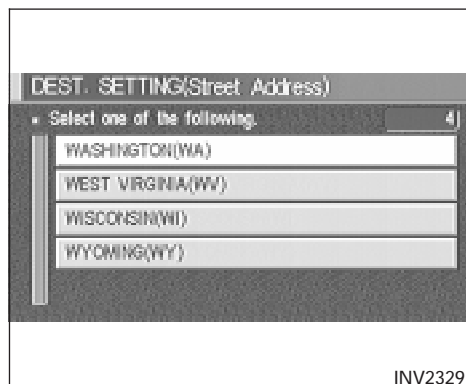 DEST. SETTING(Street Address)
Select one of the following. 4
WASHINGTON(WA)
WEST VIRGINIA(WV)
WISCONSIN(WI)
WYOMING(WY)
INV2329